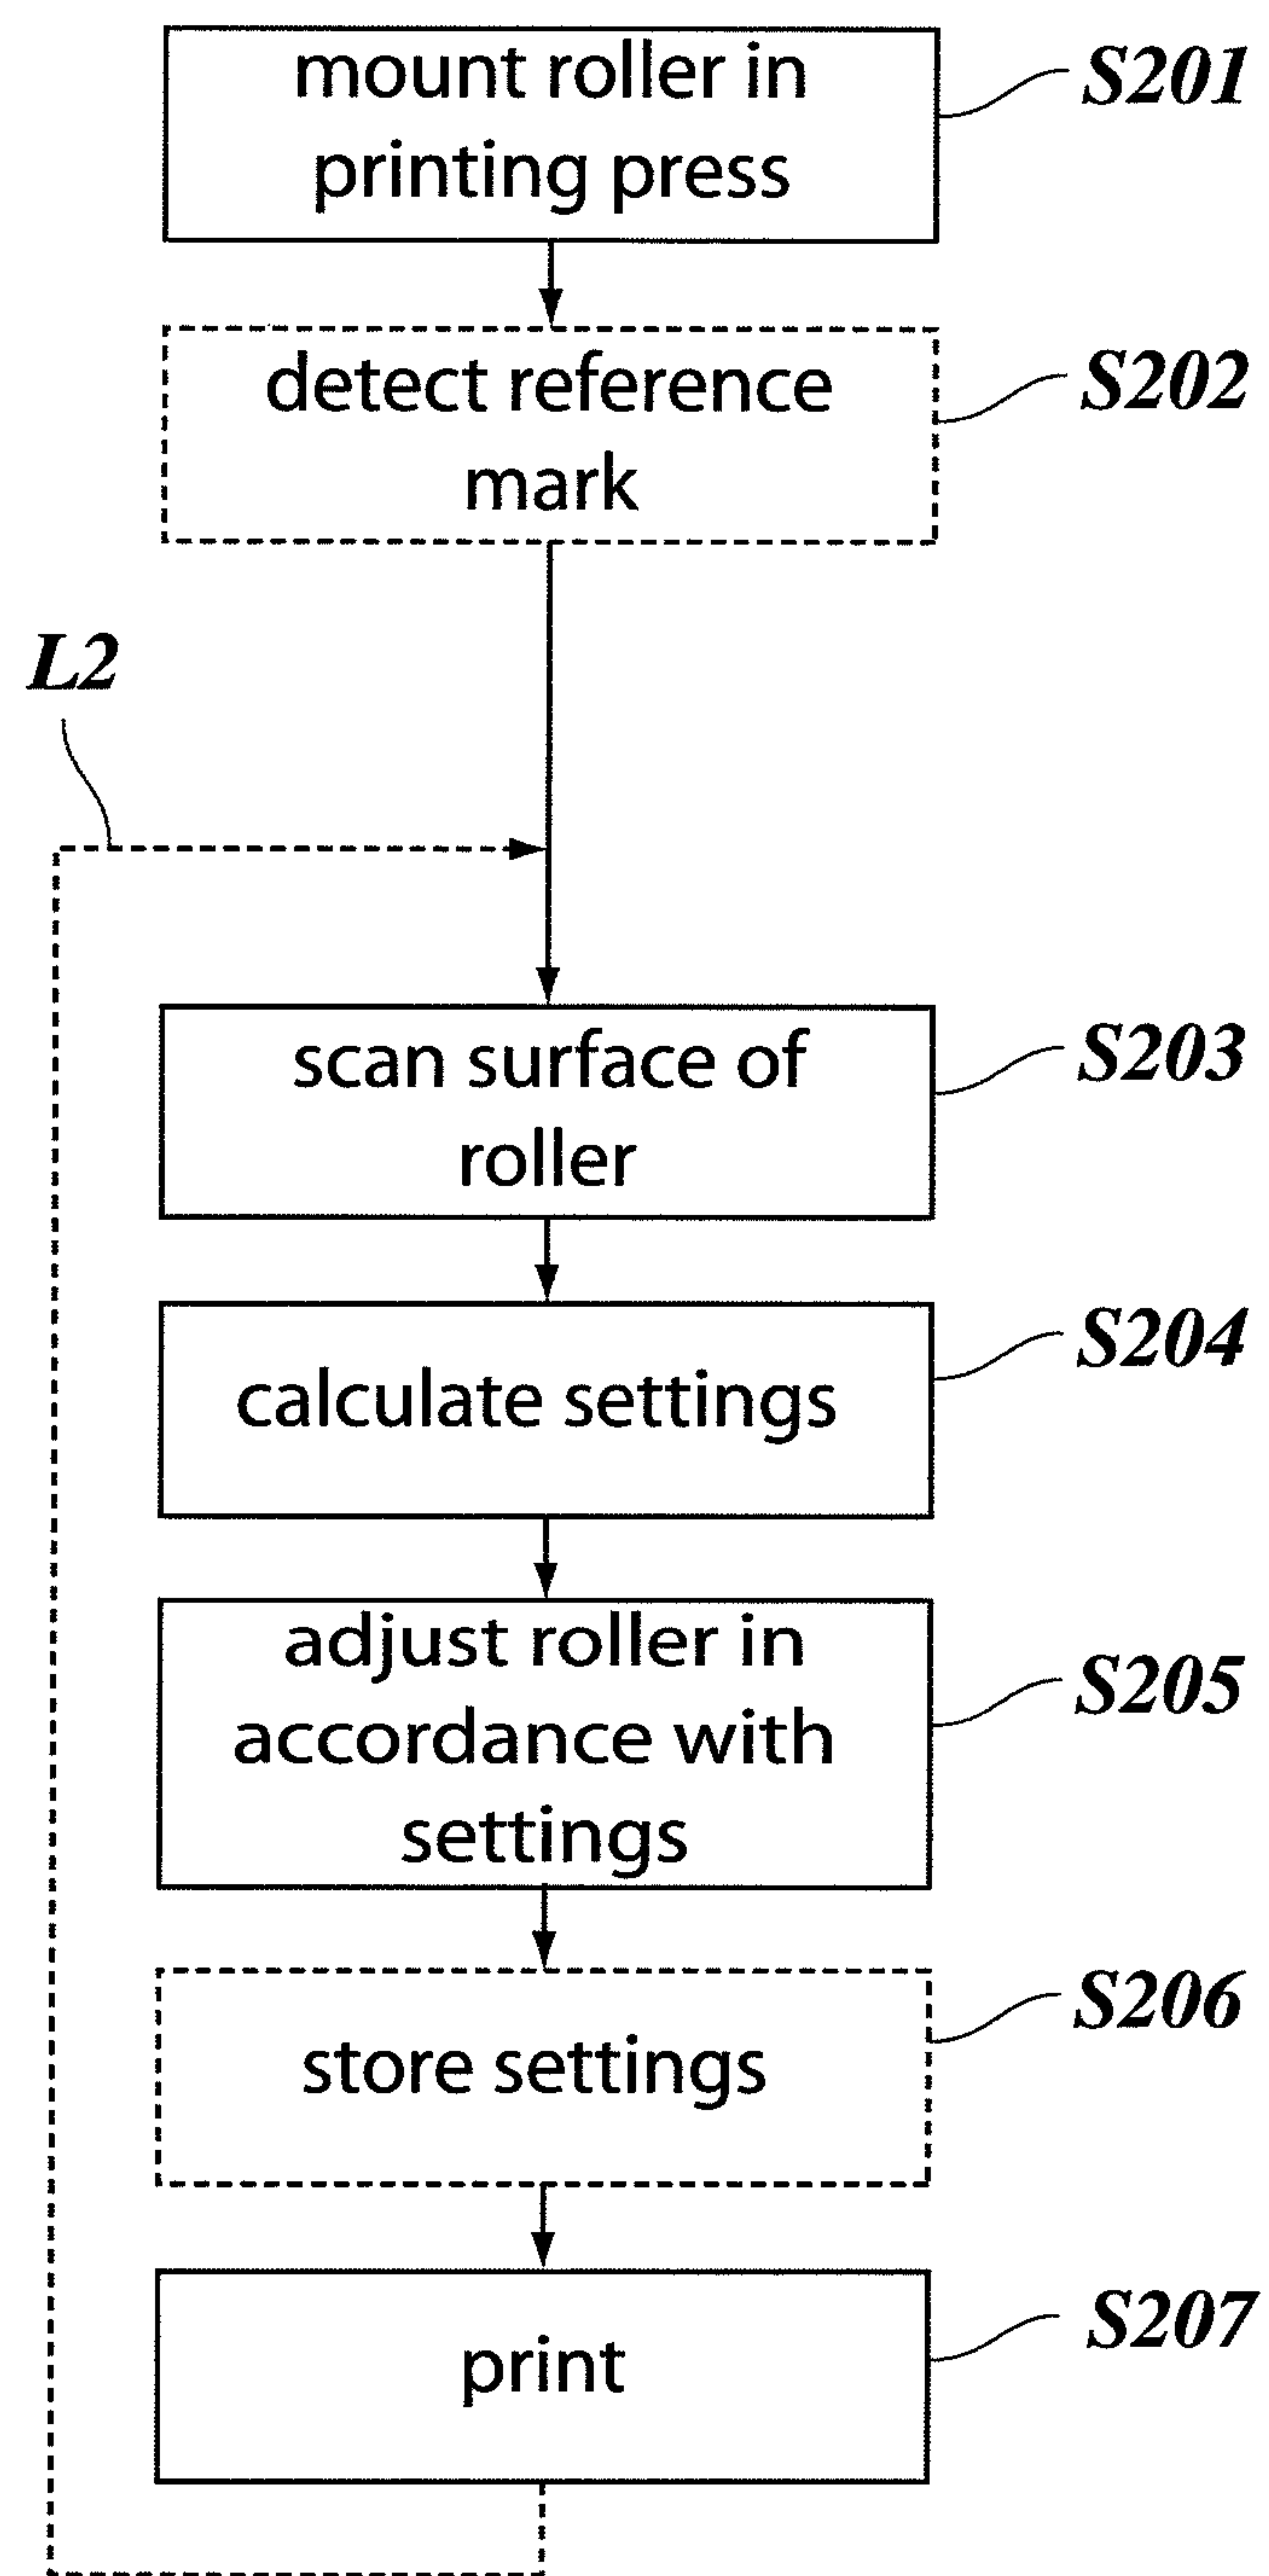 mount roller in
printing press
S201
detect reference
mark
S202
L2
scan surface of
roller
S203
calculate settings
S204
adjust roller in
accordance with
settings
S205
store settings
S206
print
S207